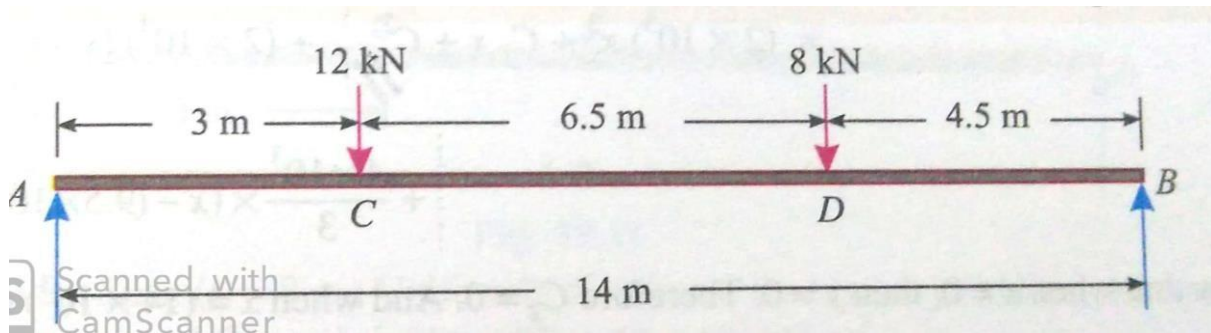 12 kN
8 kN
3 m
6.5 m
4.5 m
A
B
C
D
14 m
Scanned with
CamScanner